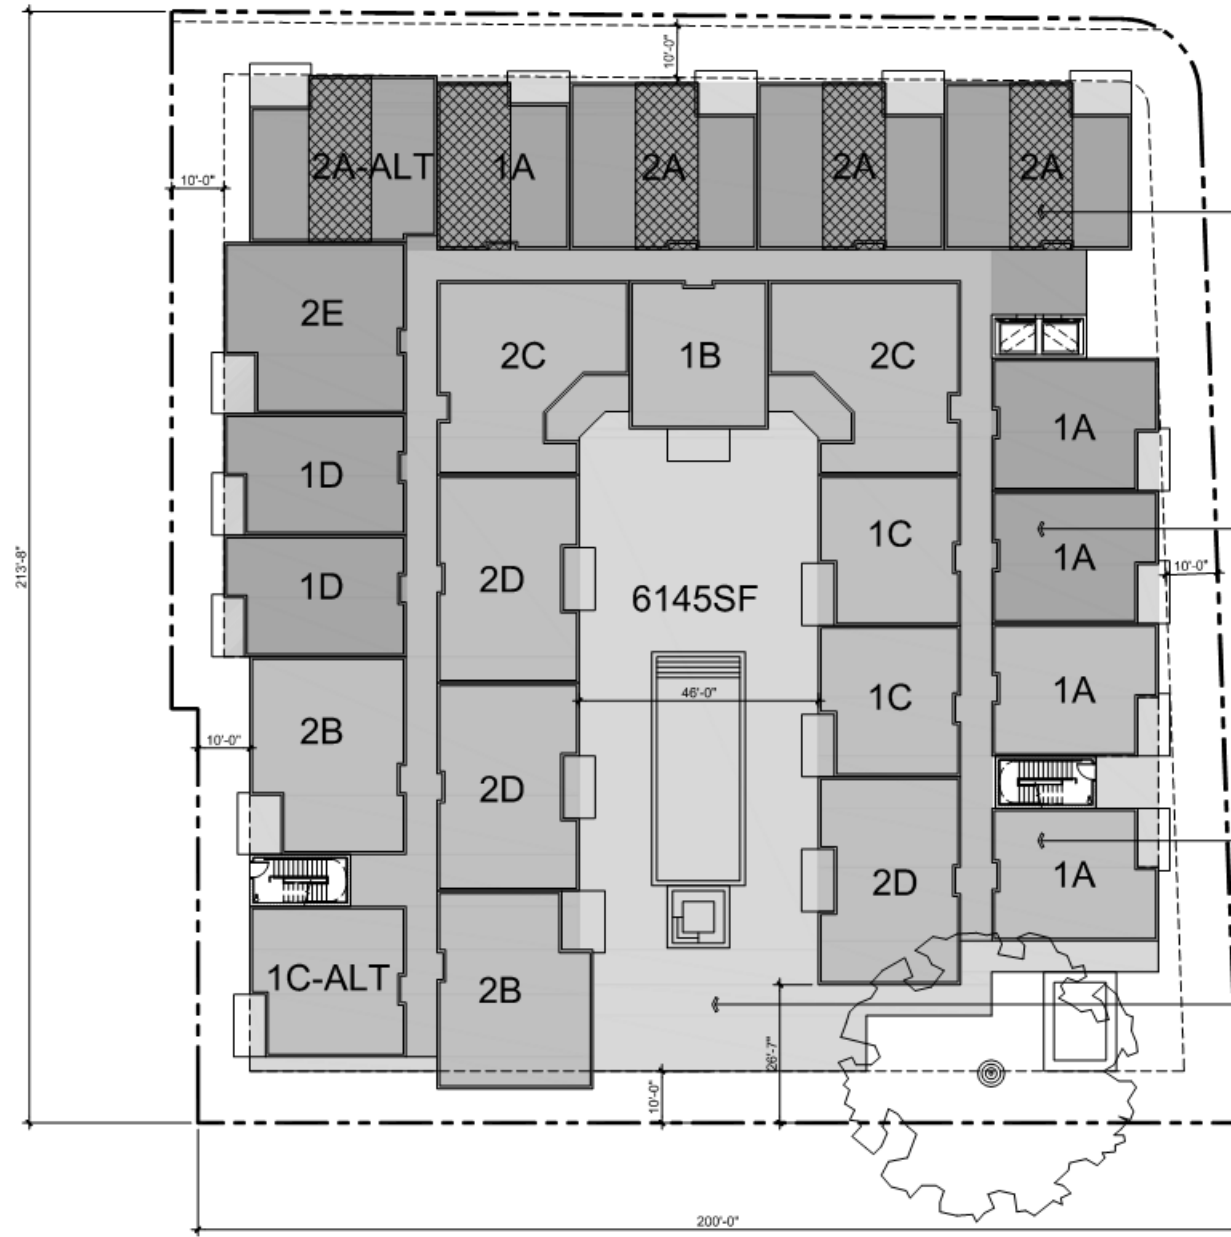 10'-0"
2A-ALT
1A
2A
2A
2A
10'-0"
2E
2C
1B
2C
1A
1D
1C
1A
10'-0"
213'-8"
1D
2D
6145SF
1A
46'-0"
1C
2B
10'-0"
2D
1A
2D
1C-ALT
2B
26'-7"
10'-0"
200'-0"